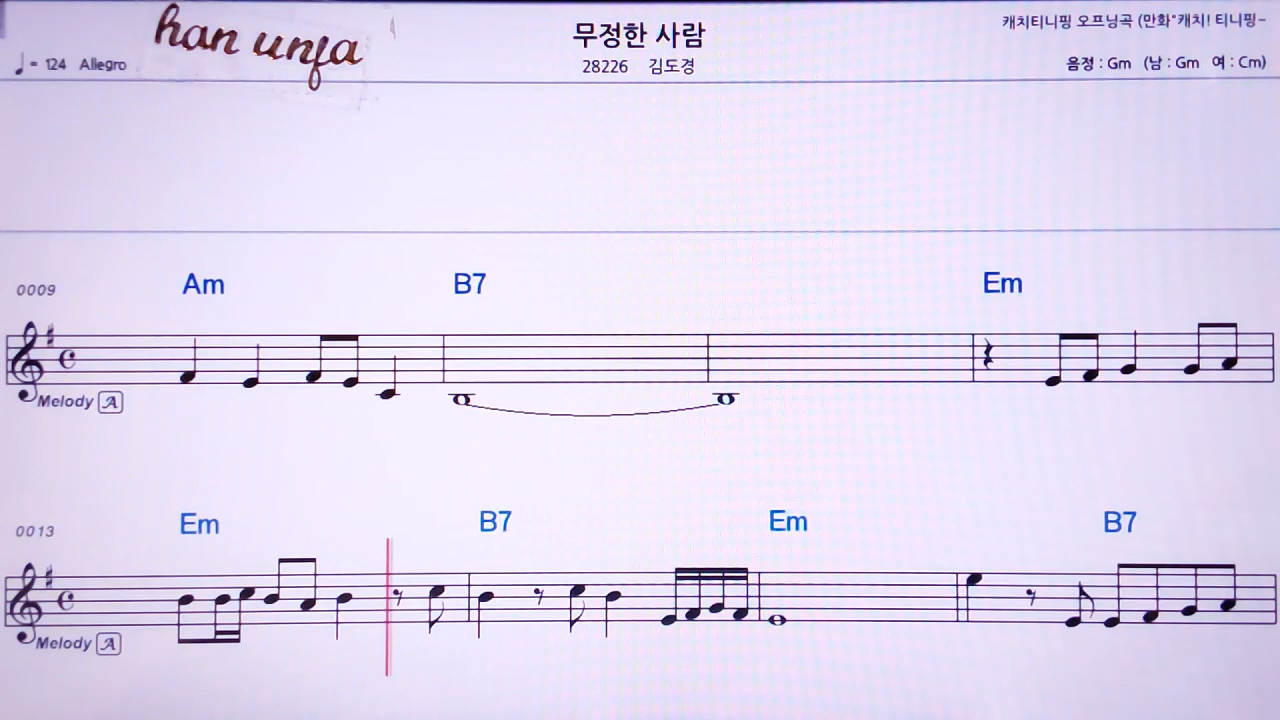 han unfa
무정한 사람
캐치티니핑 오프닝곡 (만화"캐치! 티니핑-
♩= 124 Allegro
28226 김도경
음정 : Gm (남 : Gm 여 : Cm)
0009 Am B7 Em
Melody A
0013 Em B7 Em B7
Melody A